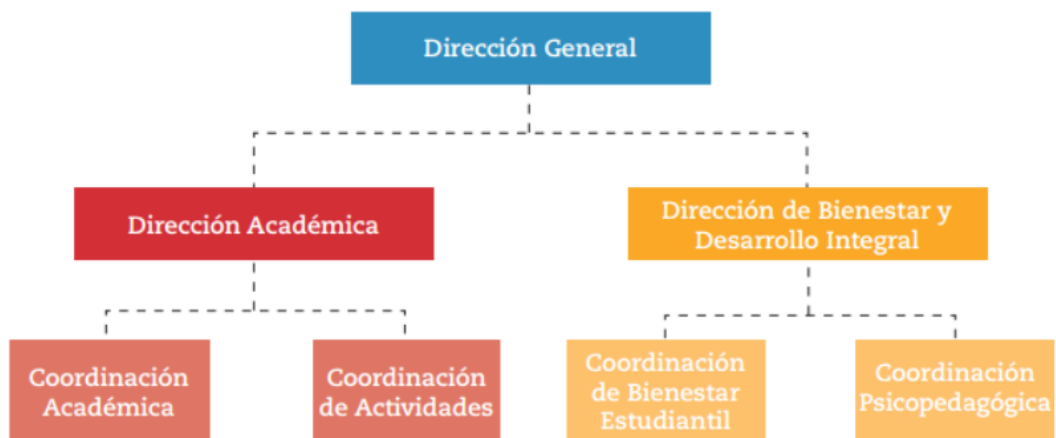 Dirección General
Dirección Académica
Dirección de Bienestar y
Desarrollo Integral
Coordinación
Académica
Coordinación
de Actividades
Coordinación
de Bienestar
Estudiantil
Coordinación
Psicopedagógica